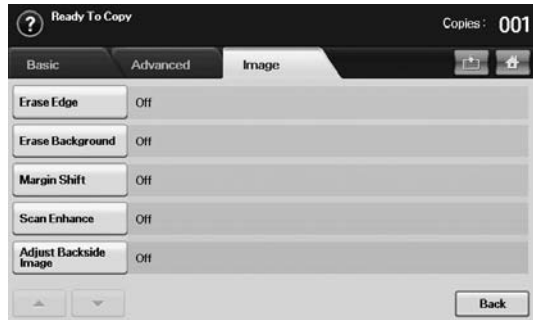 ?
Ready To Copy
Copies : 001
Basic
Advanced
Image
Erase Edge
Off
Erase Background
Off
Margin Shift
Off
Scan Enhance
Off
Adjust Backside
Image
Off
Back